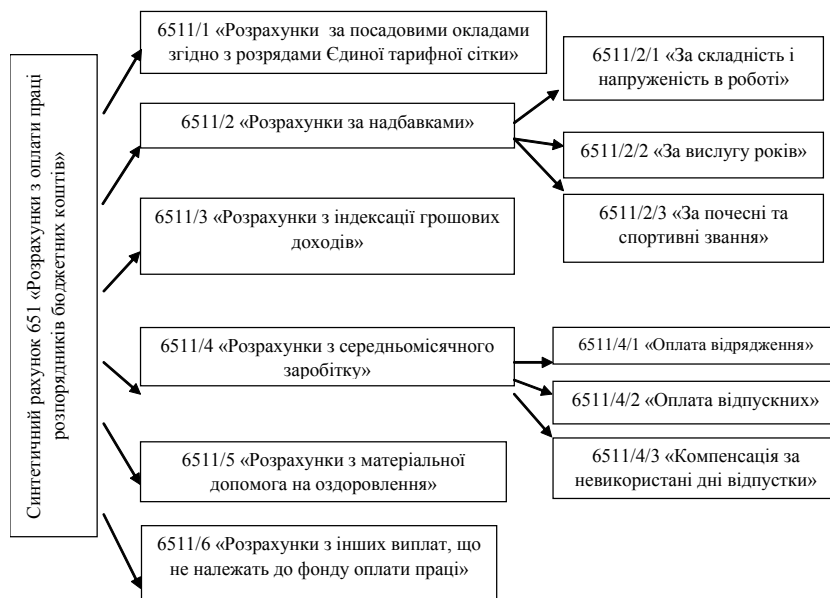 Синтетичний рахунок 651 «Розрахунки з оплати праці
розпорядників бюджетних коштів»
6511/1 «Розрахунки за посадовими окладами
згідно з розрядами Єдиної тарифної сітки»
6511/2 «Розрахунки за надбавками»
6511/2/1 «За складність і
напруженість в роботі»
6511/2/2 «За вислугу років»
6511/2/3 «За почесні та
спортивні звання»
6511/3 «Розрахунки з індексації грошових
доходів»
6511/4 «Розрахунки з середньомісячного
заробітку»
6511/4/1 «Оплата відрядження»
6511/4/2 «Оплата відпускних»
6511/4/3 «Компенсація за
невикористані дні відпустки»
6511/5 «Розрахунки з матеріальної
допомога на оздоровлення»
6511/6 «Розрахунки з інших виплат, що
не належать до фонду оплати праці»